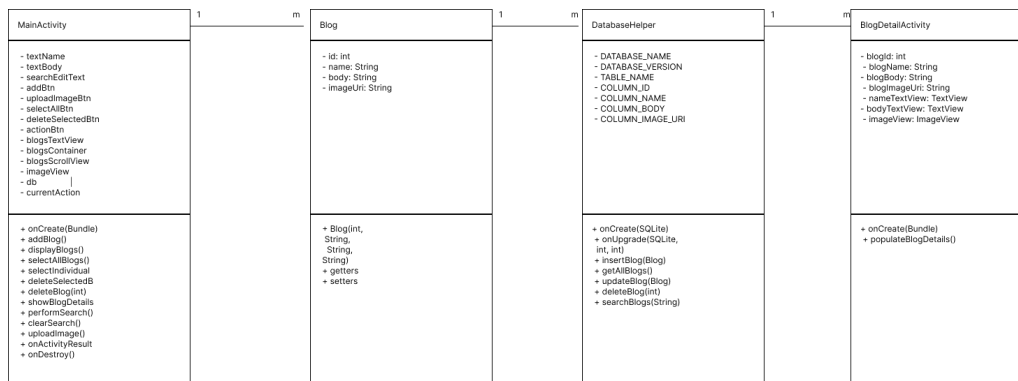 MainActivity
- textName
- textBody
- searchEditText
- addBtn
- uploadImageBtn
- selectAllBtn
- deleteSelectedBtn
- actionBtn
- blogsTextView
- blogsContainer
- blogsScrollView
- imageView
- db
- currentAction
+ onCreate(Bundle)
+ addBlog()
+ displayBlogs()
+ selectAllBlogs()
+ selectIndividual
+ deleteSelectedB
+ deleteBlog(int)
+ showBlogDetails
+ performSearch()
+ clearSearch()
+ uploadImage()
+ onActivityResult
+ onDestroy()
1 m
Blog
- id: int
- name: String
- body: String
- imageUri: String
+ Blog(int,
String,
String,
String)
+ getters
+ setters
1 m
DatabaseHelper
- DATABASE_NAME
- DATABASE_VERSION
- TABLE_NAME
- COLUMN_ID
- COLUMN_NAME
- COLUMN_BODY
- COLUMN_IMAGE_URI
+ onCreate(SQLite)
+ onUpgrade(SQLite,
int, int)
+ insertBlog(Blog)
+ getAllBlogs()
+ updateBlog(Blog)
+ deleteBlog(int)
+ searchBlogs(String)
1 m
BlogDetailActivity
- blogId: int
- blogName: String
- blogBody: String
- blogImageUri: String
- nameTextView: TextView
- bodyTextView: TextView
- imageView: ImageView
+ onCreate(Bundle)
+ populateBlogDetails()